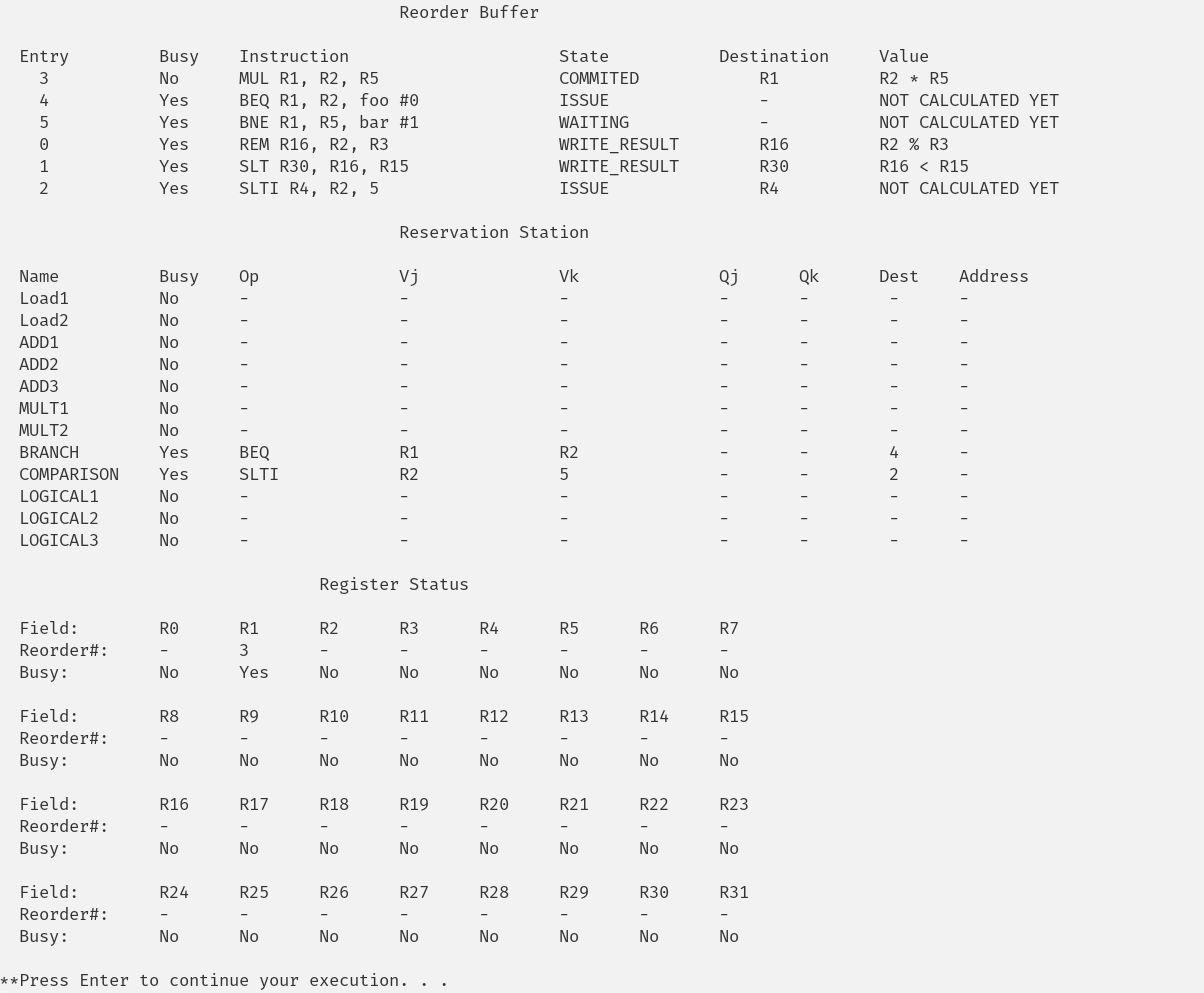 Reorder Buffer
Entry Busy Instruction State Destination Value
3 No MUL R1, R2, R5 COMMITED R1 R2 * R5
4 Yes BEQ R1, R2, foo #0 ISSUE - NOT CALCULATED YET
5 Yes BNE R1, R5, bar #1 WAITING - NOT CALCULATED YET
0 Yes REM R16, R2, R3 WRITE_RESULT R16 R2 % R3
1 Yes SLT R30, R16, R15 WRITE_RESULT R30 R16 < R15
2 Yes SLTI R4, R2, 5 ISSUE R4 NOT CALCULATED YET
Reservation Station
Name Busy Op Vj Vk Qj Qk Dest Address
Load1 No - - - - - - -
Load2 No - - - - - - -
ADD1 No - - - - - - -
ADD2 No - - - - - - -
ADD3 No - - - - - - -
MULT1 No - - - - - - -
MULT2 No - - - - - - -
BRANCH Yes BEQ R1 R2 - - 4 -
COMPARISON Yes SLTI R2 5 - - 2 -
LOGICAL1 No - - - - - - -
LOGICAL2 No - - - - - - -
LOGICAL3 No - - - - - - -
Register Status
Field: R0 R1 R2 R3 R4 R5 R6 R7
Reorder#: - 3 - - - - - -
Busy: No Yes No No No No No No
Field: R8 R9 R10 R11 R12 R13 R14 R15
Reorder#: - - - - - - - -
Busy: No No No No No No No No
Field: R16 R17 R18 R19 R20 R21 R22 R23
Reorder#: - - - - - - - -
Busy: No No No No No No No No
Field: R24 R25 R26 R27 R28 R29 R30 R31
Reorder#: - - - - - - - -
Busy: No No No No No No No No
**Press Enter to continue your execution. . .